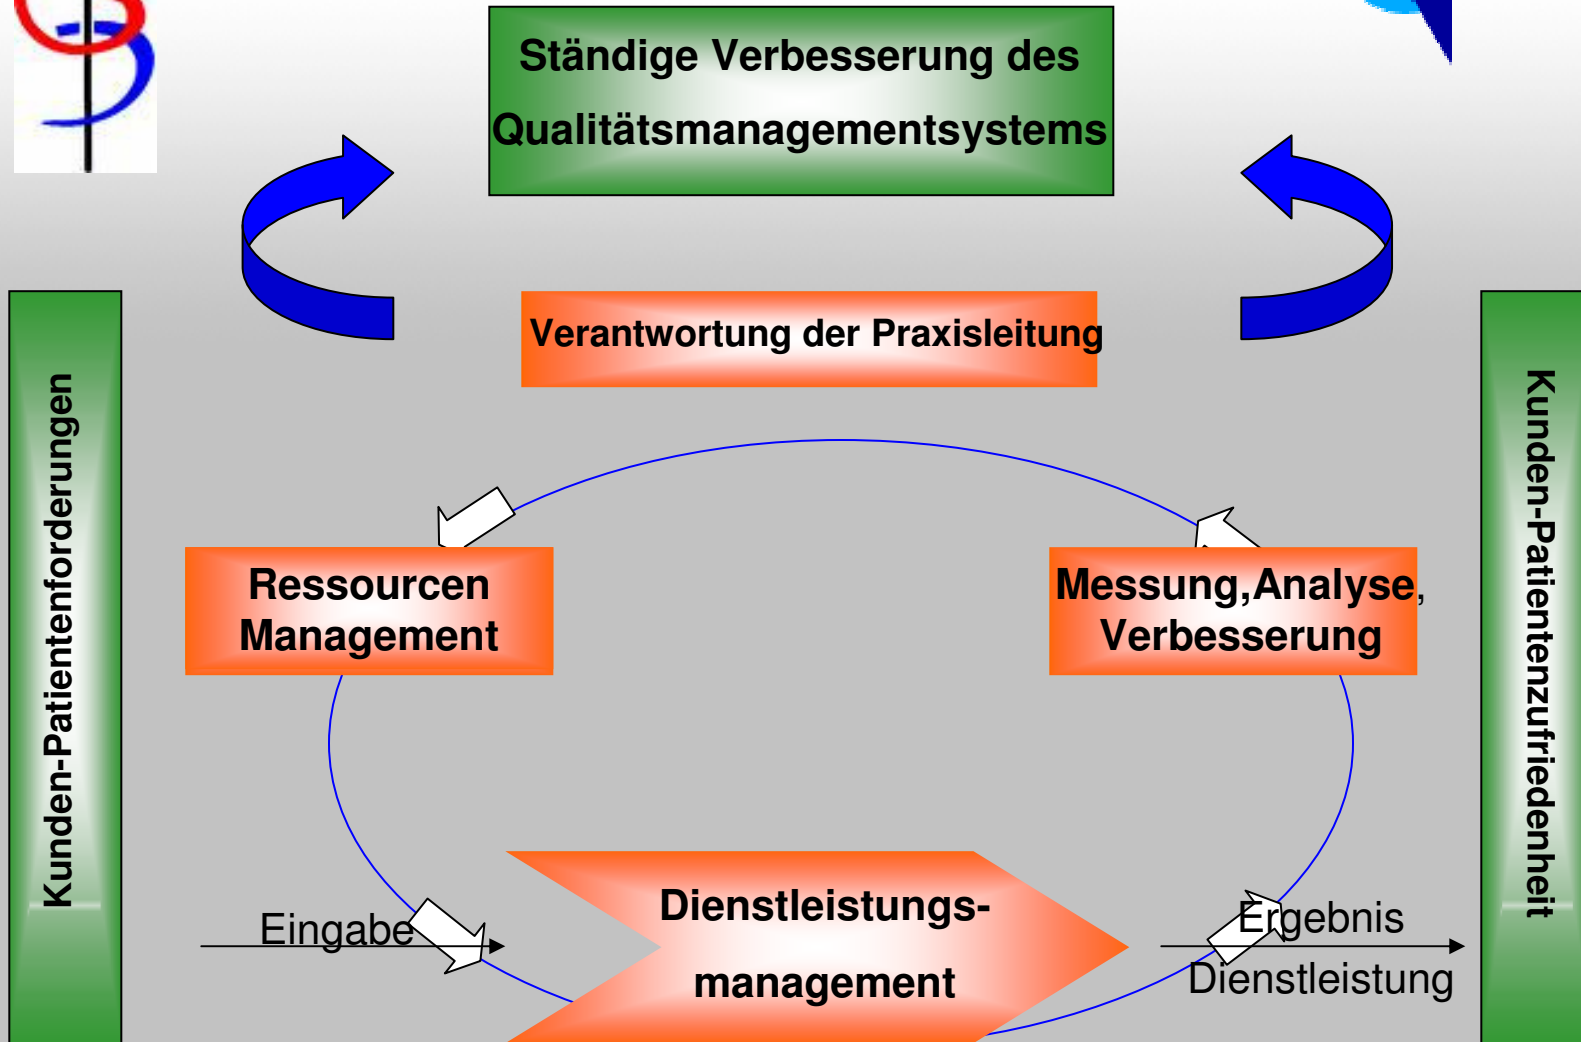 Ständige Verbesserung des
Qualitätsmanagementsystems
Verantwortung der Praxisleitung
Kunden-Patientenforderungen
Kunden-Patientenzufriedenheit
Ressourcen
Management
Messung,Analyse,
Verbesserung
Eingabe
Dienstleistungs-
management
Ergebnis
Dienstleistung